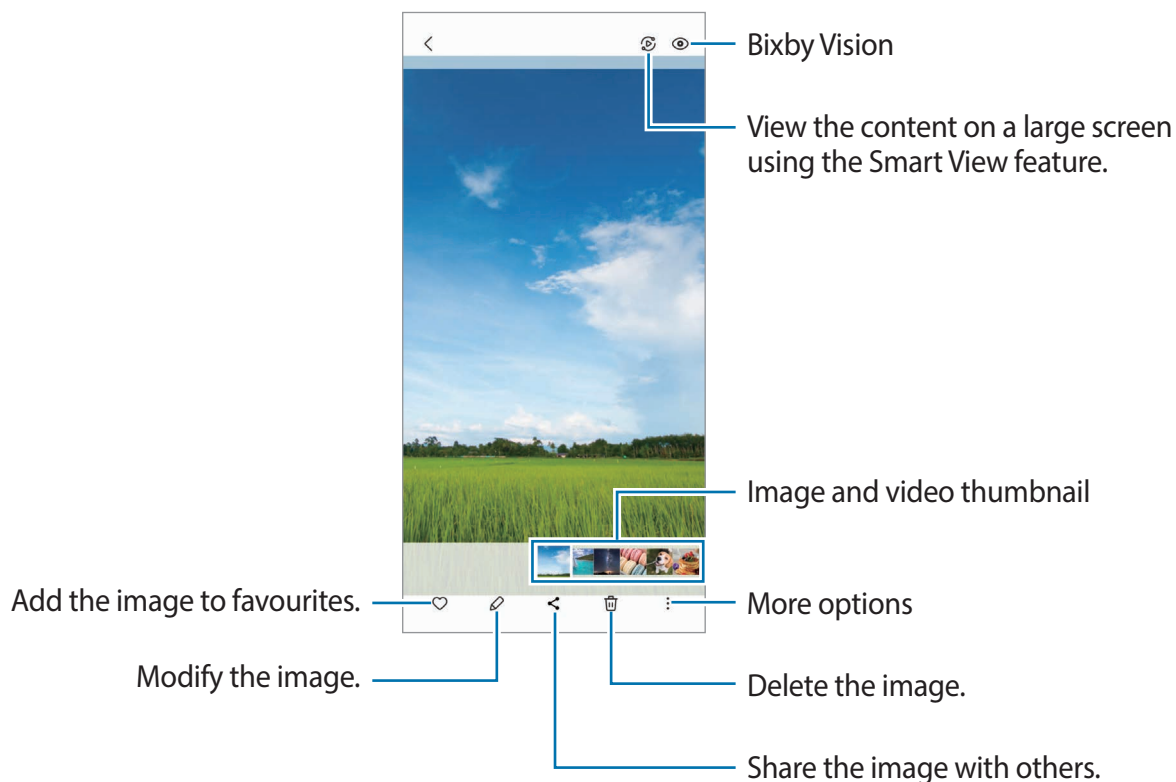 Bixby Vision
View the content on a large screen
using the Smart View feature.
Image and video thumbnail
Add the image to favourites.
More options
Modify the image.
Delete the image.
Share the image with others.